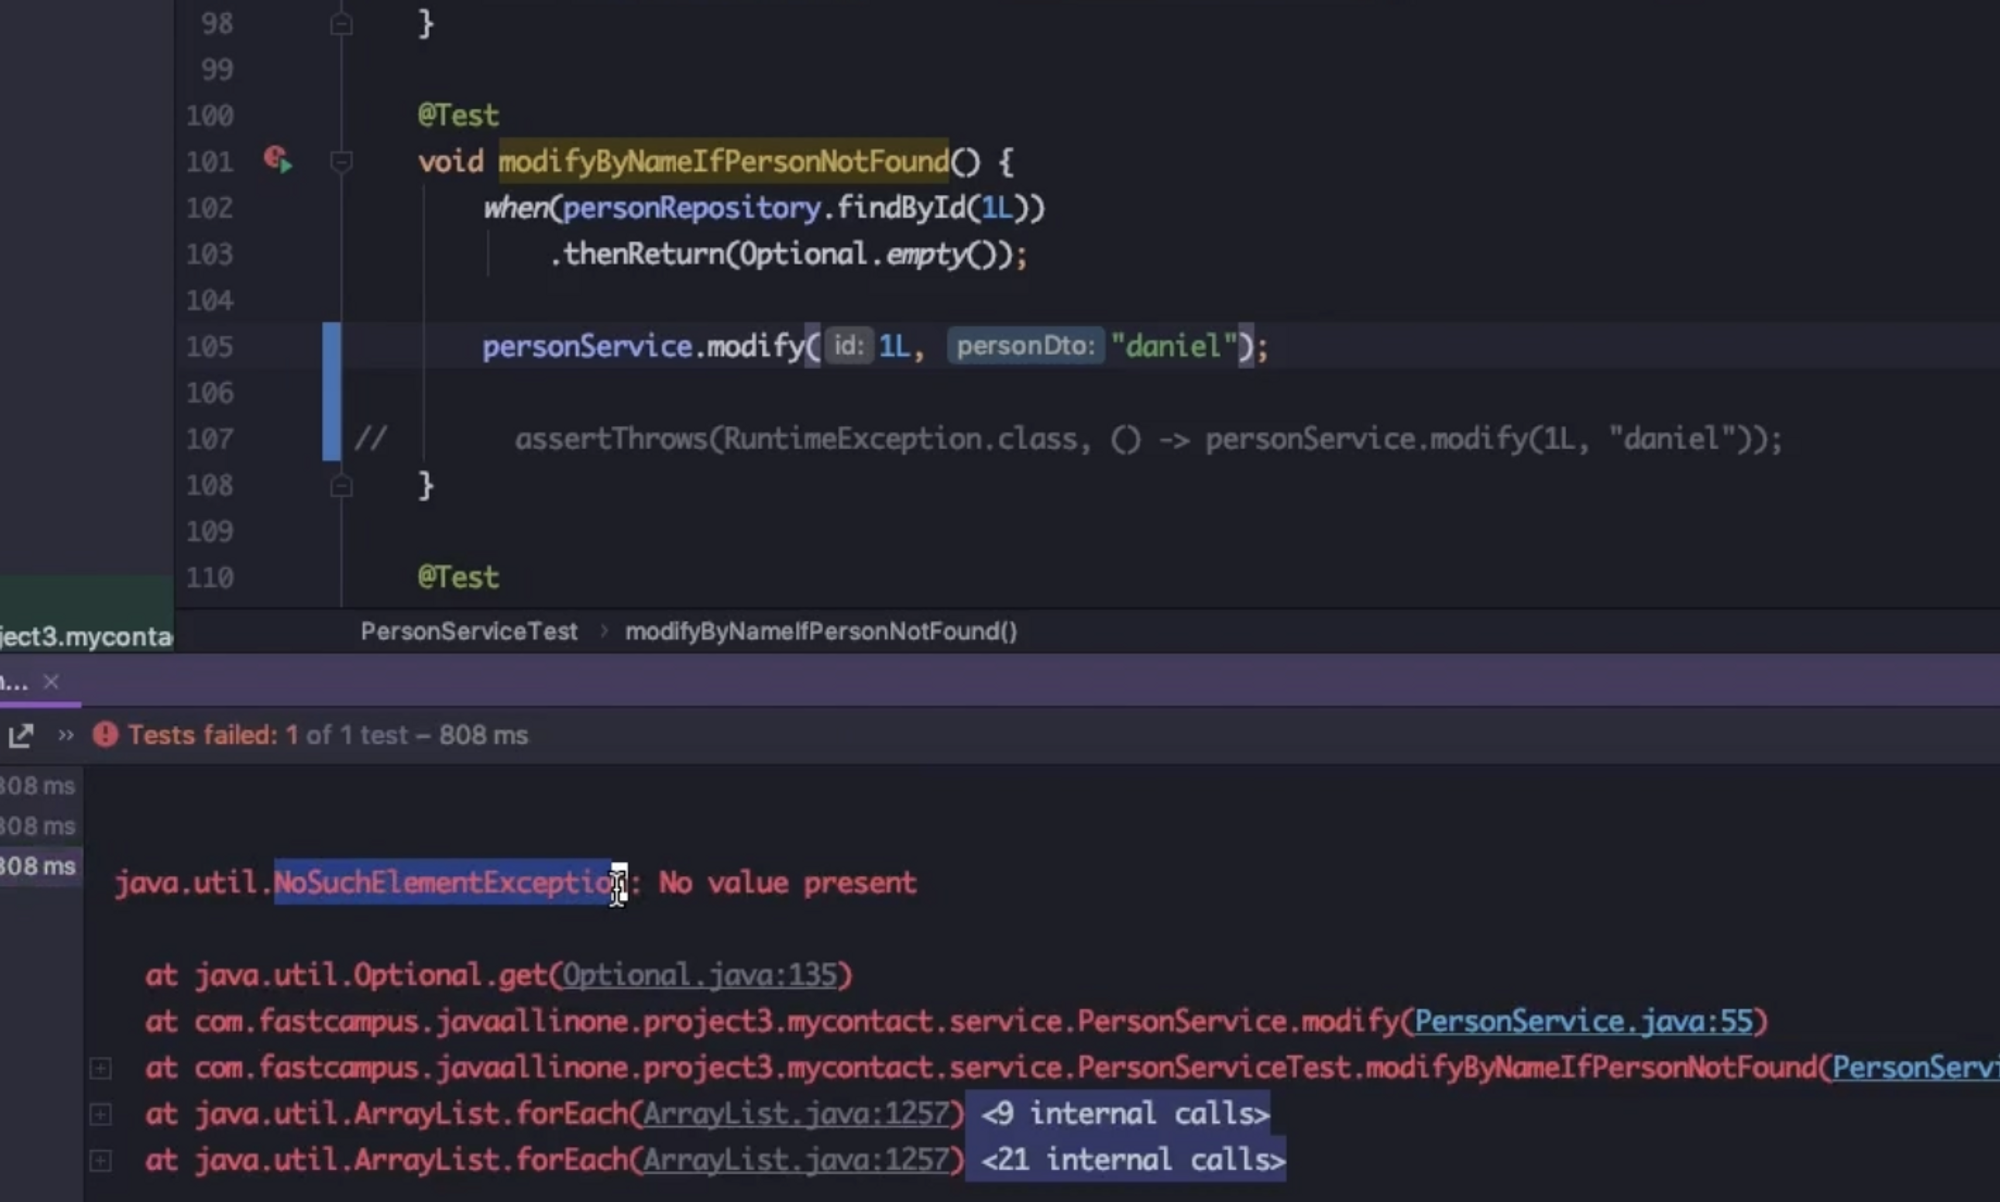 98 }
99
100 @Test
101 void modifyByNameIfPersonNotFound() {
102 when(personRepository.findById(1L))
103 .thenReturn(Optional.empty());
104
105 personService.modify( id: 1L, personDto: "daniel");
106
107 // assertThrows(RuntimeException.class, () -> personService.modify(1L, "daniel"));
108 }
109
110 @Test
ject3.myconta
PersonServiceTest › modifyByNameIfPersonNotFound()
... ×
» Tests failed: 1 of 1 test – 808 ms
808 ms
808 ms
808 ms
java.util.NoSuchElementException: No value present
at java.util.Optional.get(Optional.java:135)
at com.fastcampus.javaallinone.project3.mycontact.service.PersonService.modify(PersonService.java:55)
at com.fastcampus.javaallinone.project3.mycontact.service.PersonServiceTest.modifyByNameIfPersonNotFound(PersonServi
at java.util.ArrayList.forEach(ArrayList.java:1257) <9 internal calls>
at java.util.ArrayList.forEach(ArrayList.java:1257) <21 internal calls>